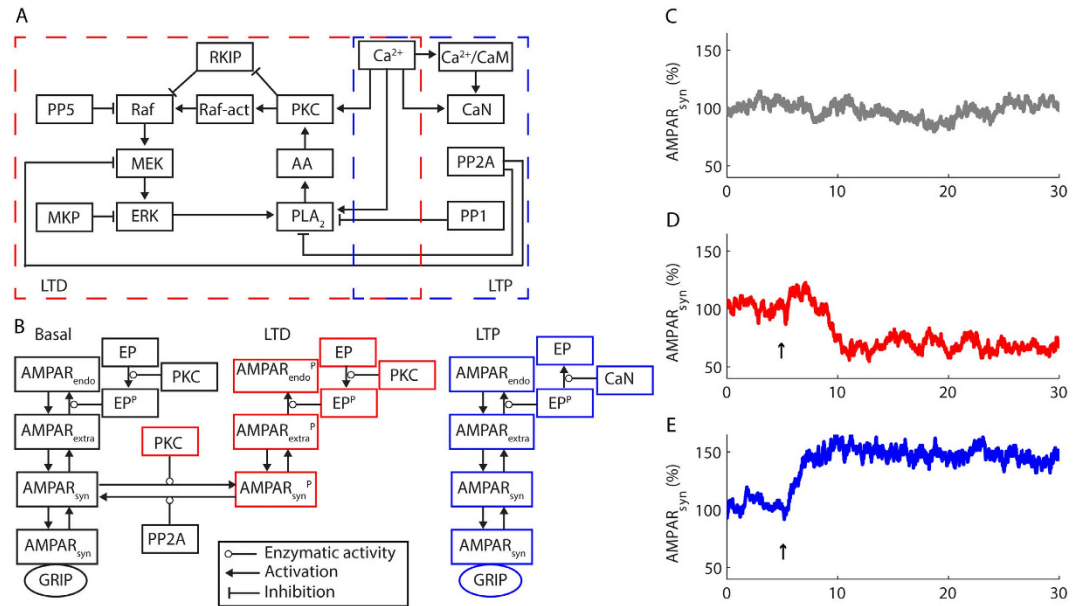 A
RKIP
Ca²⁺
Ca²⁺/CaM
PP5
Raf
Raf-act
PKC
CaN
MEK
AA
PP2A
MKP
ERK
PLA₂
PP1
LTD
LTP
B
Basal
LTD
LTP
EP
EP
EP
AMPARendo
PKC
AMPARendo P
PKC
AMPARendo
CaN
EPᴾ
EPᴾ
EPᴾ
AMPARextra
AMPARextra P
AMPARextra
PKC
AMPARsyn
AMPARsyn P
AMPARsyn
PP2A
AMPARsyn
AMPARsyn
GRIP
GRIP
Enzymatic activity
Activation
Inhibition
C
AMPARsyn (%)
150
100
50
0 10 20 30
D
AMPARsyn (%)
150
100
50
0 10 20 30
E
AMPARsyn (%)
150
100
50
0 10 20 30